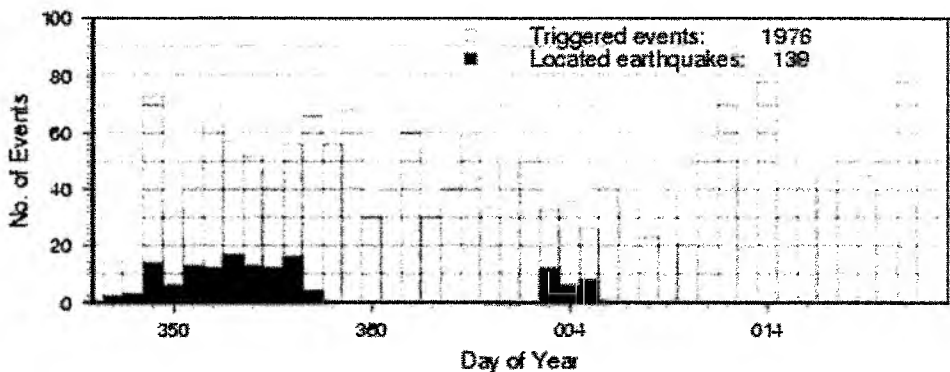 100
80
60
40
20
0
No. of Events
Triggered events: 1976
Located earthquakes: 139
350
360
004
014
Day of Year